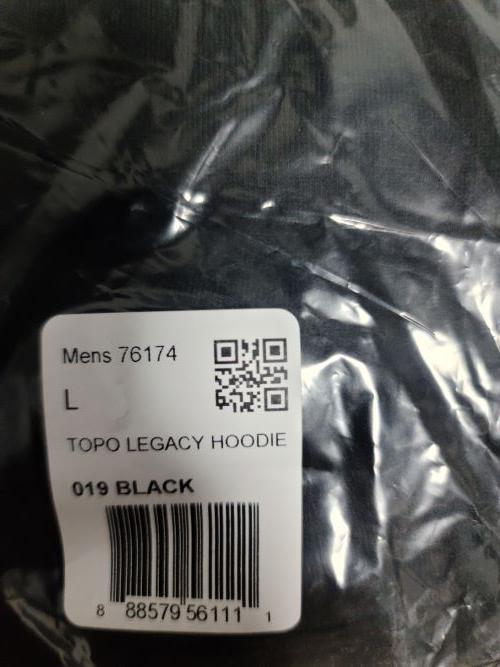 Mens 76174
L
TOPO LEGACY HOODIE
019 BLACK
8 88579 56111 1